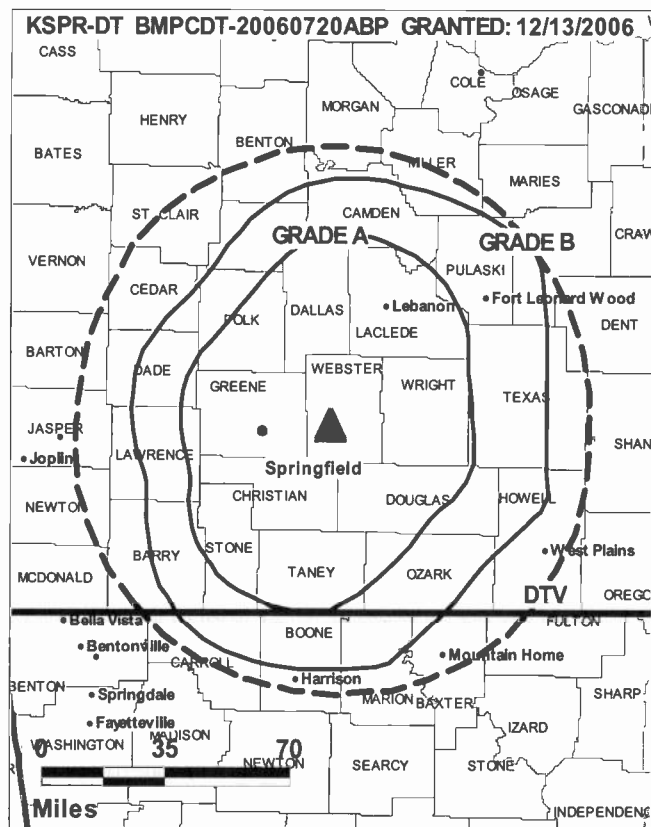 KSPR-DT BMPCDT-20060720ABP GRANTED: 12/13/2006
CASS
COLE
OSAGE
MORGAN
GASCONADE
HENRY
BENTON
BATES
MILLER
MARIES
ST. CLAIR
CAMDEN
GRADE A
GRADE B
CRAW
VERNON
PULASKI
CEDAR
Lebanon
Fort Leonard Wood
POLK
DALLAS
LACLEDE
DENT
BARTON
DADE
WEBSTER
GREENE
WRIGHT
TEXAS
JASPER
SHAN
Joplin
LAWRENCE
Springfield
NEWTON
CHRISTIAN
DOUGLAS
HOWELL
BARRY
STONE
West Plains
MCDONALD
TANEY
OZARK
DTV
OREGO
Bella Vista
FULTON
BOONE
Bentonville
CARROLL
Mountain Home
BENTON
Harrison
Springdale
MARION
BAXTER
SHARP
Fayetteville
IZARD
WASHINGTON
MADISON
0 35 70
NEWTON
SEARCY
STONE
Miles
INDEPENDENC